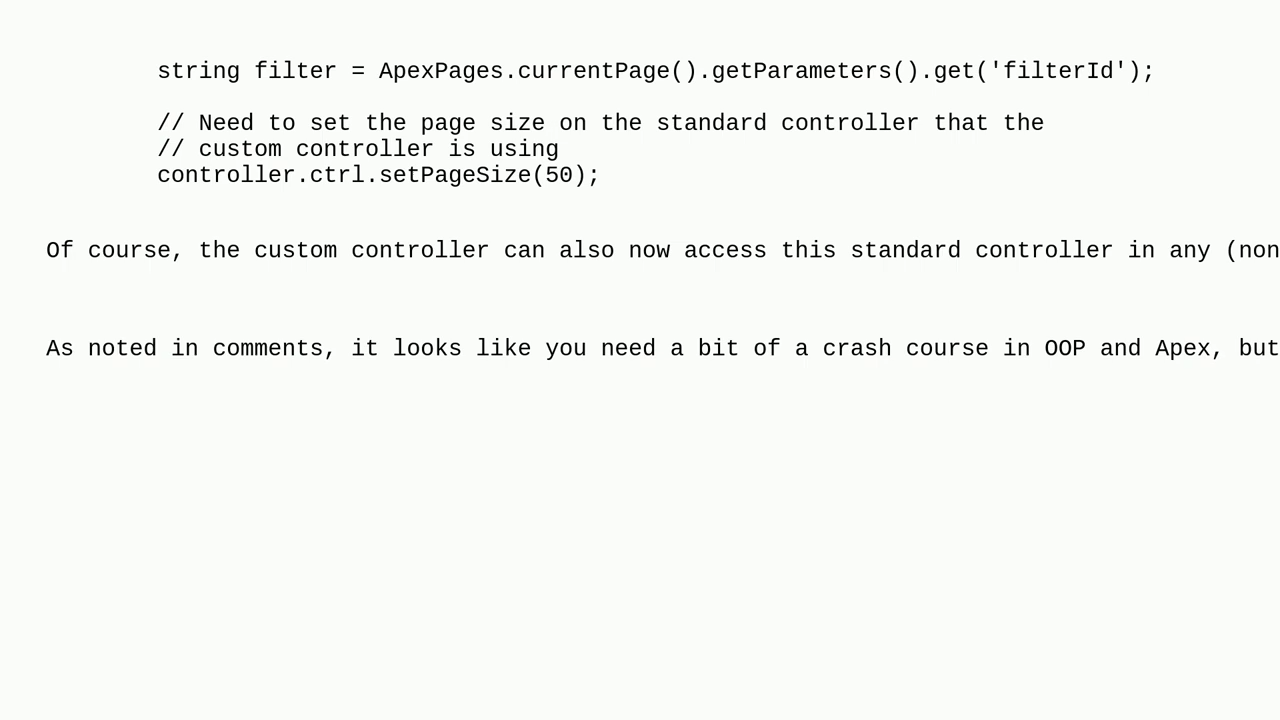 string filter = ApexPages.currentPage().getParameters().get('filterId');
// Need to set the page size on the standard controller that the
// custom controller is using
controller.ctrl.setPageSize(50);
Of course, the custom controller can also now access this standard controller in any (non
As noted in comments, it looks like you need a bit of a crash course in OOP and Apex, but